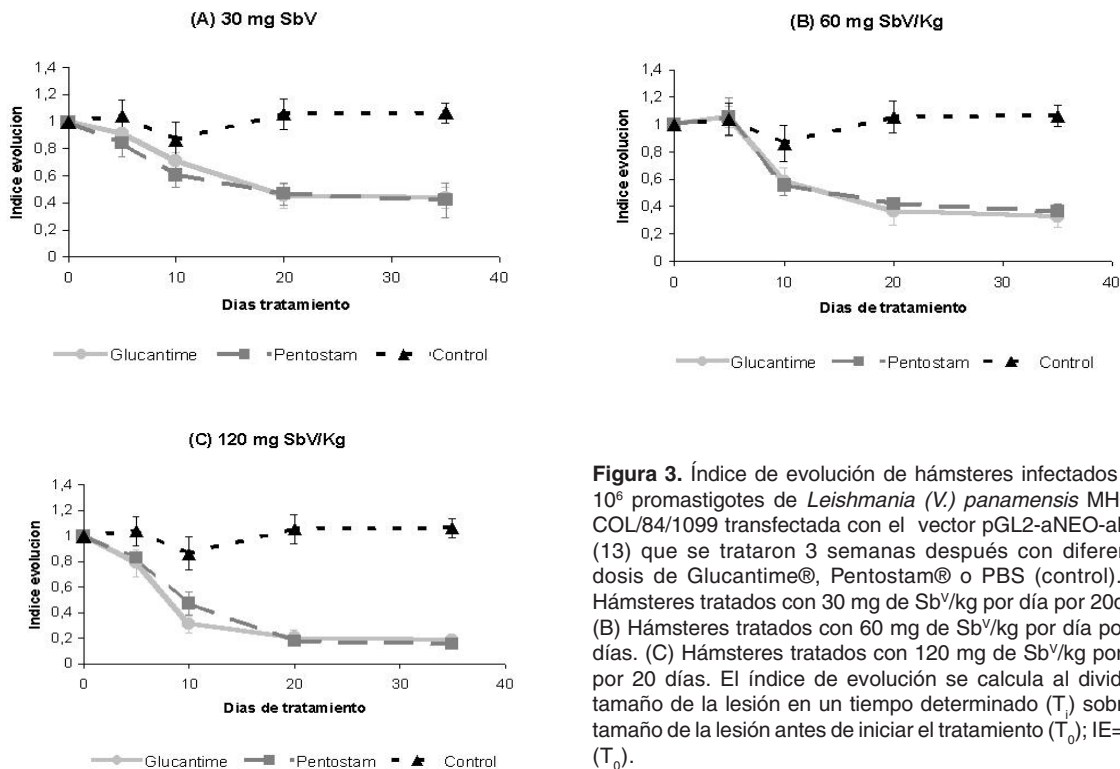 (A) 30 mg SbV
Indice evolucion
1,4
1,2
1
0,8
0,6
0,4
0,2
0
0 10 20 30 40
Dias tratamiento
Glucantime Pentostam Control
(B) 60 mg SbV/Kg
Indice evolucion
1,4
1,2
1
0,8
0,6
0,4
0,2
0
0 10 20 30 40
Dias de tratamiento
Glucantime Pentostam Control
(C) 120 mg SbV/Kg
Indice evolucion
1,4
1,2
1
0,8
0,6
0,4
0,2
0
0 10 20 30 40
Dias de tratamiento
Glucantime Pentostam Control
Figura 3. Índice de evolución de hámsteres infectados
10⁶ promastigotes de Leishmania (V.) panamensis MH
COL/84/1099 transfectada con el vector pGL2-aNEO-al
(13) que se trataron 3 semanas después con difere
dosis de Glucantime®, Pentostam® o PBS (control).
Hámsteres tratados con 30 mg de Sbⱽ/kg por día por 20d
(B) Hámsteres tratados con 60 mg de Sbⱽ/kg por día po
días. (C) Hámsteres tratados con 120 mg de Sbⱽ/kg por
por 20 días. El índice de evolución se calcula al divid
tamaño de la lesión en un tiempo determinado (Tᵢ) sobr
tamaño de la lesión antes de iniciar el tratamiento (T₀); IE=
(T₀).